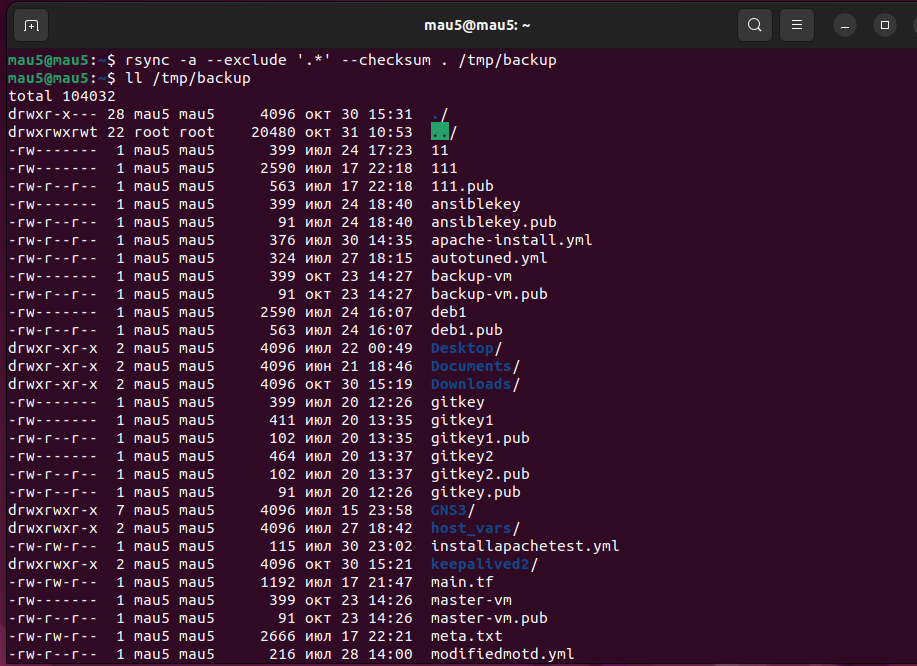 mau5@mau5: ~
mau5@mau5:~$ rsync -a --exclude '.*' --checksum . /tmp/backup
mau5@mau5:~$ ll /tmp/backup
total 104032
drwxr-x--- 28 mau5 mau5     4096 окт 30 15:31  ./
drwxrwxrwt 22 root root    20480 окт 31 10:53  ../
-rw-------  1 mau5 mau5      399 июл 24 17:23  11
-rw-------  1 mau5 mau5     2590 июл 17 22:18  111
-rw-r--r--  1 mau5 mau5      563 июл 17 22:18  111.pub
-rw-------  1 mau5 mau5      399 июл 24 18:40  ansiblekey
-rw-r--r--  1 mau5 mau5       91 июл 24 18:40  ansiblekey.pub
-rw-r--r--  1 mau5 mau5      376 июл 30 14:35  apache-install.yml
-rw-r--r--  1 mau5 mau5      324 июл 27 18:15  autotuned.yml
-rw-------  1 mau5 mau5      399 окт 23 14:27  backup-vm
-rw-r--r--  1 mau5 mau5       91 окт 23 14:27  backup-vm.pub
-rw-------  1 mau5 mau5     2590 июл 24 16:07  deb1
-rw-r--r--  1 mau5 mau5      563 июл 24 16:07  deb1.pub
drwxr-xr-x  2 mau5 mau5     4096 июл 22 00:49  Desktop/
drwxr-xr-x  2 mau5 mau5     4096 июн 21 18:46  Documents/
drwxr-xr-x  2 mau5 mau5     4096 окт 30 15:19  Downloads/
-rw-------  1 mau5 mau5      399 июл 20 12:26  gitkey
-rw-------  1 mau5 mau5      411 июл 20 13:35  gitkey1
-rw-r--r--  1 mau5 mau5      102 июл 20 13:35  gitkey1.pub
-rw-------  1 mau5 mau5      464 июл 20 13:37  gitkey2
-rw-r--r--  1 mau5 mau5      102 июл 20 13:37  gitkey2.pub
-rw-r--r--  1 mau5 mau5       91 июл 20 12:26  gitkey.pub
drwxrwxr-x  7 mau5 mau5     4096 июл 15 23:58  GNS3/
drwxrwxr-x  2 mau5 mau5     4096 июл 27 18:42  host_vars/
-rw-rw-r--  1 mau5 mau5      115 июл 30 23:02  installapachetest.yml
drwxrwxr-x  2 mau5 mau5     4096 окт 30 15:21  keepalived2/
-rw-rw-r--  1 mau5 mau5     1192 июл 17 21:47  main.tf
-rw-------  1 mau5 mau5      399 окт 23 14:26  master-vm
-rw-r--r--  1 mau5 mau5       91 окт 23 14:26  master-vm.pub
-rw-rw-r--  1 mau5 mau5     2666 июл 17 22:21  meta.txt
-rw-r--r--  1 mau5 mau5      216 июл 28 14:00  modifiedmotd.yml